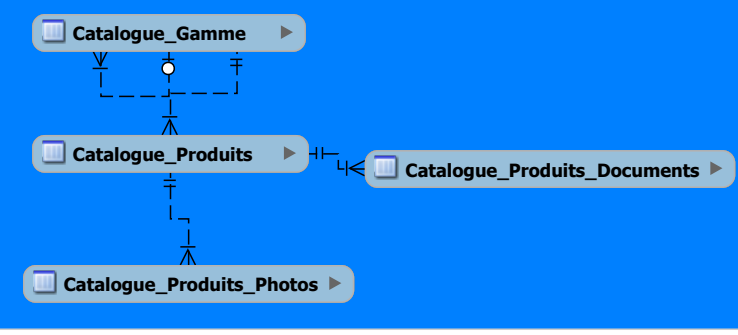 Catalogue_Gamme
Catalogue_Produits
Catalogue_Produits_Documents
Catalogue_Produits_Photos